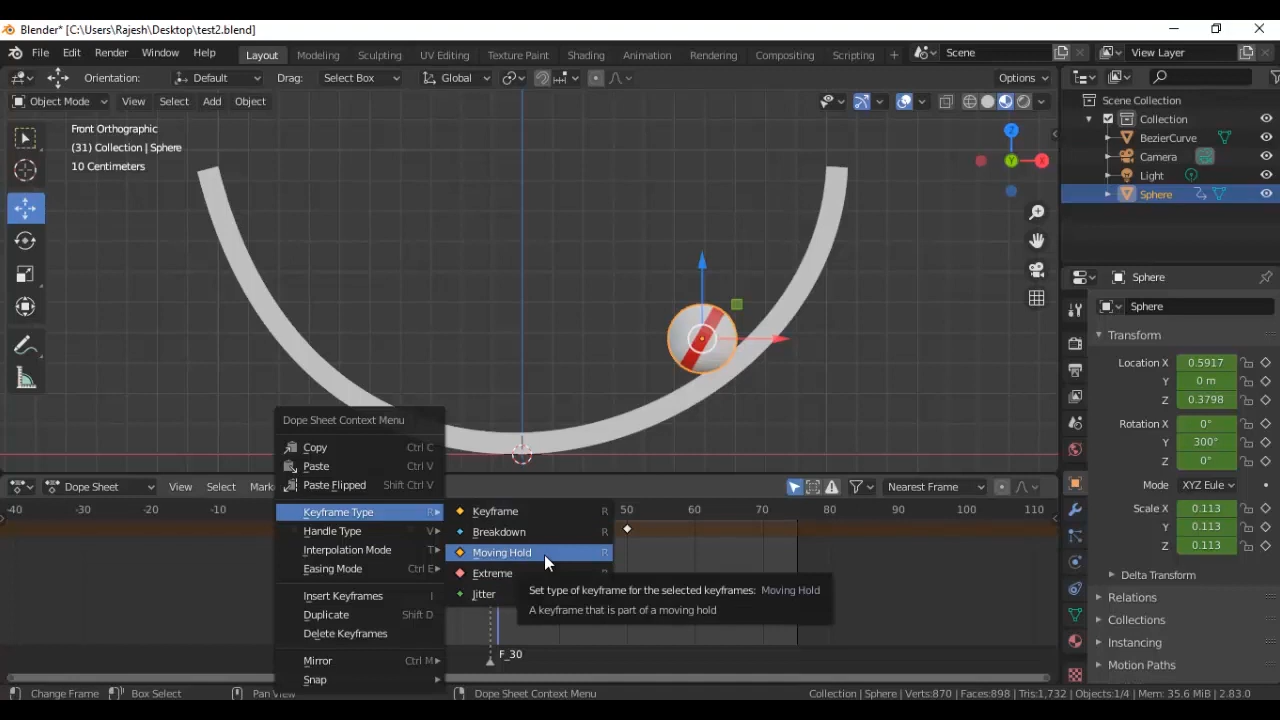 Blender* [C:\Users\Rajesh\Desktop\test2.blend]
File Edit Render Window Help Layout Modeling Sculpting UV Editing Texture Paint Shading Animation Rendering Compositing Scripting + Scene View Layer
Orientation: Default Drag: Select Box Global Options
Object Mode View Select Add Object
Front Orthographic
(31) Collection | Sphere
10 Centimeters
Z
Y
X
Scene Collection
Collection
BezierCurve
Camera
Light
Sphere
Sphere
Sphere
Transform
Location X 0.5917
Y 0 m
Z 0.3798
Rotation X 0°
Y 300°
Z 0°
Mode XYZ Eule
Scale X 0.113
Y 0.113
Z 0.113
Delta Transform
Relations
Collections
Instancing
Motion Paths
Dope Sheet View Select Mark Nearest Frame
-40 -30 -20 -10 50 60 70 80 90 100 110
Dope Sheet Context Menu
Copy Ctrl C
Paste Ctrl V
Paste Flipped Shift Ctrl V
Keyframe Type R
Handle Type V
Interpolation Mode T
Easing Mode Ctrl E
Insert Keyframes I
Duplicate Shift D
Delete Keyframes
Mirror Ctrl M
Snap
Keyframe R
Breakdown R
Moving Hold R
Extreme
Jitter
Set type of keyframe for the selected keyframes: Moving Hold
A keyframe that is part of a moving hold
F_30
Change Frame Box Select Pan View Dope Sheet Context Menu Collection | Sphere | Verts:870 | Faces:898 | Tris:1,732 | Objects:1/4 | Mem: 35.6 MiB | 2.83.0